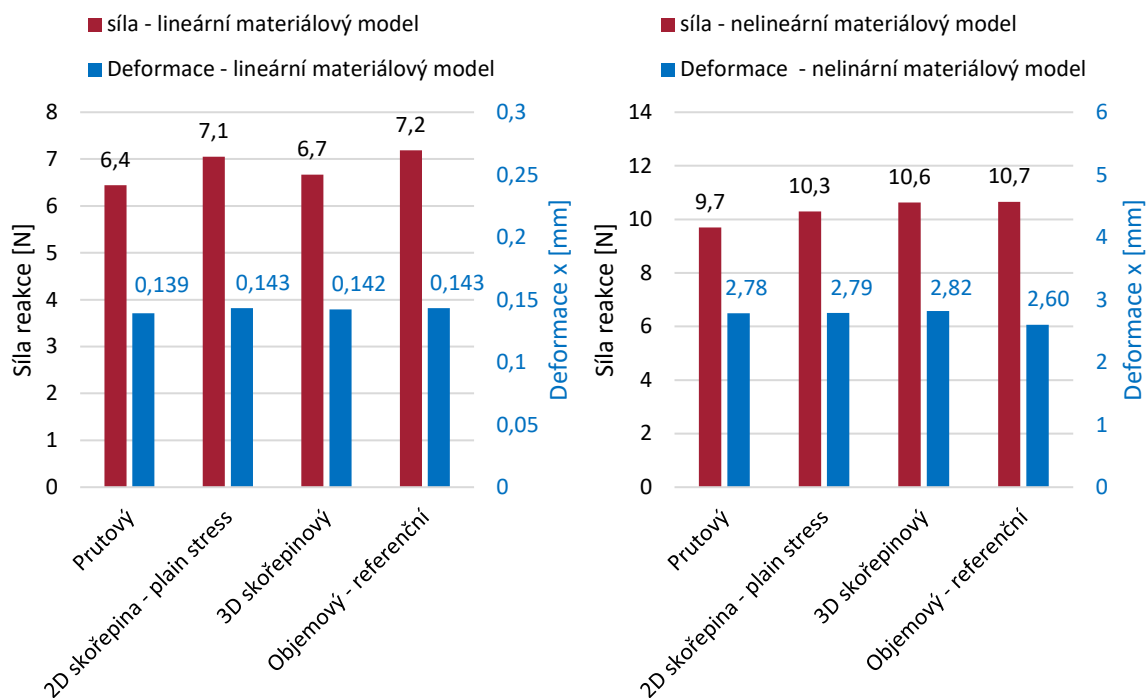 síla - lineární materiálový model
Deformace - lineární materiálový model
8
7
6
5
4
3
2
1
0
Síla reakce [N]
0,3
0,25
0,2
0,15
0,1
0,05
0
Deformace x [mm]
6,4
7,1
6,7
7,2
0,139
0,143
0,142
0,143
Prutový
2D skořepina - plain stress
3D skořepinový
Objemový - referenční
síla - nelineární materiálový model
Deformace - nelinární materiálový model
14
12
10
8
6
4
2
0
Síla reakce [N]
6
5
4
3
2
1
0
Deformace x [mm]
9,7
10,3
10,6
10,7
2,78
2,79
2,82
2,60
Prutový
2D skořepina - plain stress
3D skořepinový
Objemový - referenční